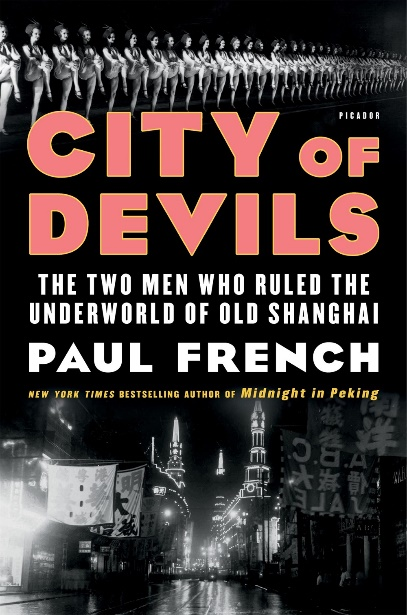 PICADOR
CITY OF
DEVILS
THE TWO MEN WHO RULED THE
UNDERWORLD OF OLD SHANGHAI
PAUL FRENCH
NEW YORK TIMES BESTSELLING AUTHOR OF Midnight in Peking